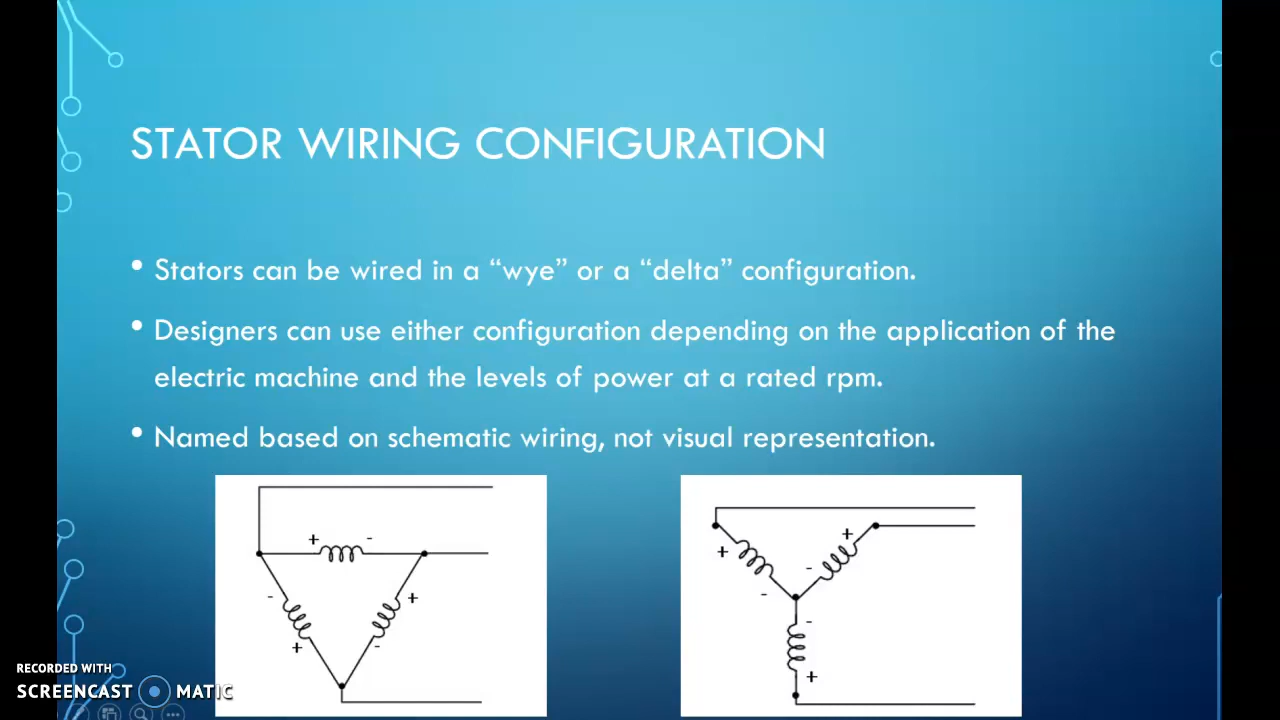 STATOR WIRING CONFIGURATION
• Stators can be wired in a “wye” or a “delta” configuration.
• Designers can use either configuration depending on the application of the
electric machine and the levels of power at a rated rpm.
• Named based on schematic wiring, not visual representation.
+ -
- +
+ -
+ -
+ -
- +
RECORDED WITH
SCREENCAST MATIC